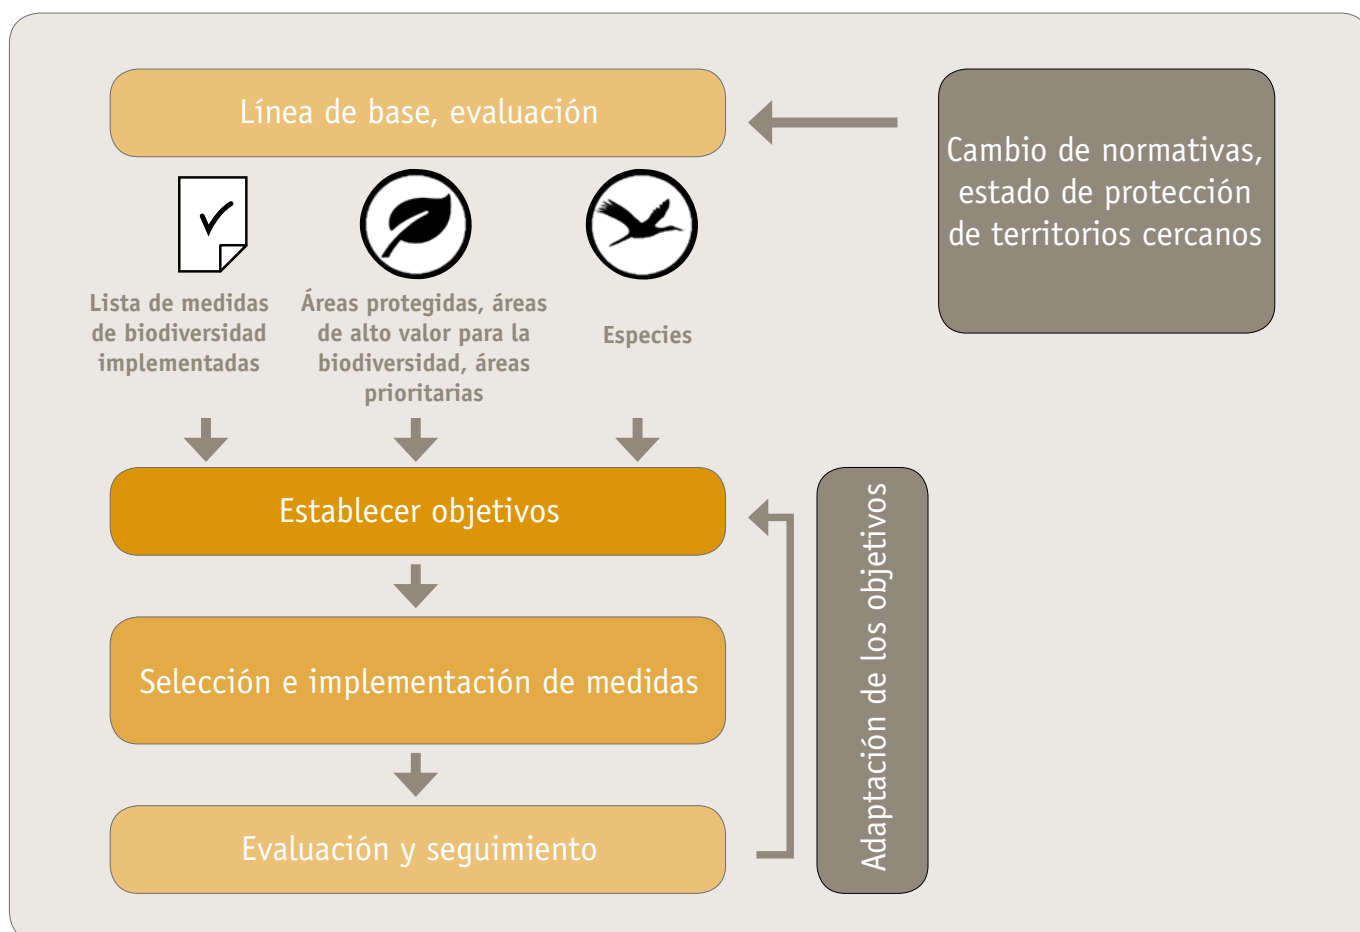 Línea de base, evaluación
Cambio de normativas,
estado de protección
de territorios cercanos
Lista de medidas
de biodiversidad
implementadas
Áreas protegidas, áreas
de alto valor para la
biodiversidad, áreas
prioritarias
Especies
Establecer objetivos
Selección e implementación de medidas
Evaluación y seguimiento
Adaptación de los objetivos